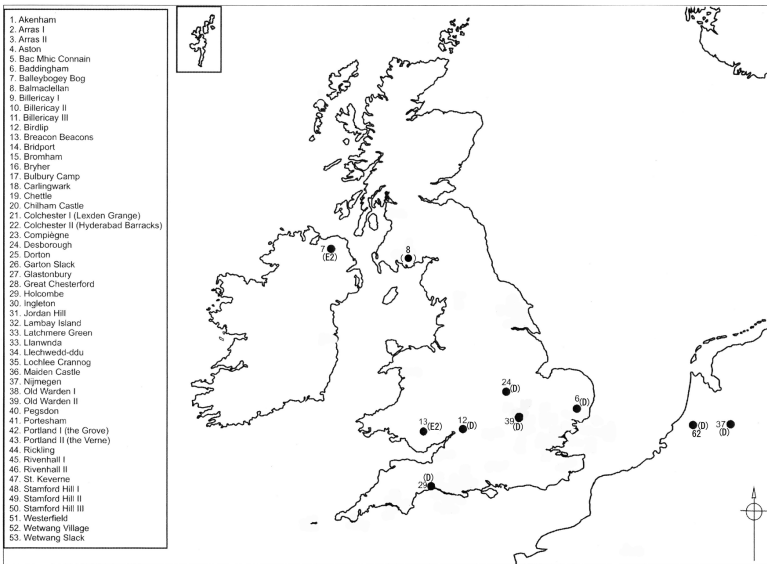 1. Akenham
2. Arras I
3. Arras II
4. Aston
5. Bac Mhic Connain
6. Baddingham
7. Balleybogey Bog
8. Balmaclellan
9. Billericay I
10. Billericay II
11. Billericay III
12. Birdlip
13. Breacon Beacons
14. Bridport
15. Bromham
16. Bryher
17. Bulbury Camp
18. Carlingwark
19. Chettle
20. Chilham Castle
21. Colchester I (Lexden Grange)
22. Colchester II (Hyderabad Barracks)
23. Compiègne
24. Desborough
25. Dorton
26. Garton Slack
27. Glastonbury
28. Great Chesterford
29. Holcombe
30. Ingleton
31. Jordan Hill
32. Lambay Island
33. Latchmere Green
33. Llanwnda
34. Llechwedd-ddu
35. Lochlee Crannog
36. Maiden Castle
37. Nijmegen
38. Old Warden I
39. Old Warden II
40. Pegsdon
41. Portesham
42. Portland I (the Grove)
43. Portland II (the Verne)
44. Rickling
45. Rivenhall I
46. Rivenhall II
47. St. Keverne
48. Stamford Hill I
49. Stamford Hill II
50. Stamford Hill III
51. Westerfield
52. Wetwang Village
53. Wetwang Slack
7
(E2)
8
24
(D)
6
(D)
39
(D)
13 (E2)
12
(D)
(D)
62
37
(D)
(D)
29